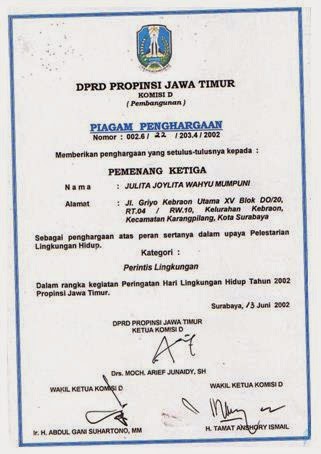 DPRD PROPINSI JAWA TIMUR
KOMISI D
( Pembangunan )
PIAGAM PENGHARGAAN
Nomor : 002.6 / 22 / 203.4 / 2002
Memberikan penghargaan yang setulus-tulusnya kepada :
PEMENANG KETIGA
N a m a : JULITA JOYLITA WAHYU MUMPUNI
Alamat : Jl. Griyo Kebraon Utama XV Blok DO/20,
RT.04 / RW.10, Kelurahan Kebraon,
Kecamatan Karangpilang, Kota Surabaya
Sebagai penghargaan atas peran sertanya dalam upaya Pelestarian
Lingkungan Hidup.
Kategori :
Perintis Lingkungan
Dalam rangka kegiatan Peringatan Hari Lingkungan Hidup Tahun 2002
Propinsi Jawa Timur.
Surabaya, 13 Juni 2002
DPRD PROPINSI JAWA TIMUR
KETUA KOMISI D
Drs. MOCH. ARIEF JUNAIDY, SH
WAKIL KETUA KOMISI D WAKIL KETUA KOMISI D
Ir. H. ABDUL GANI SUHARTONO, MM H. TAMAT ANSHORY ISMAIL